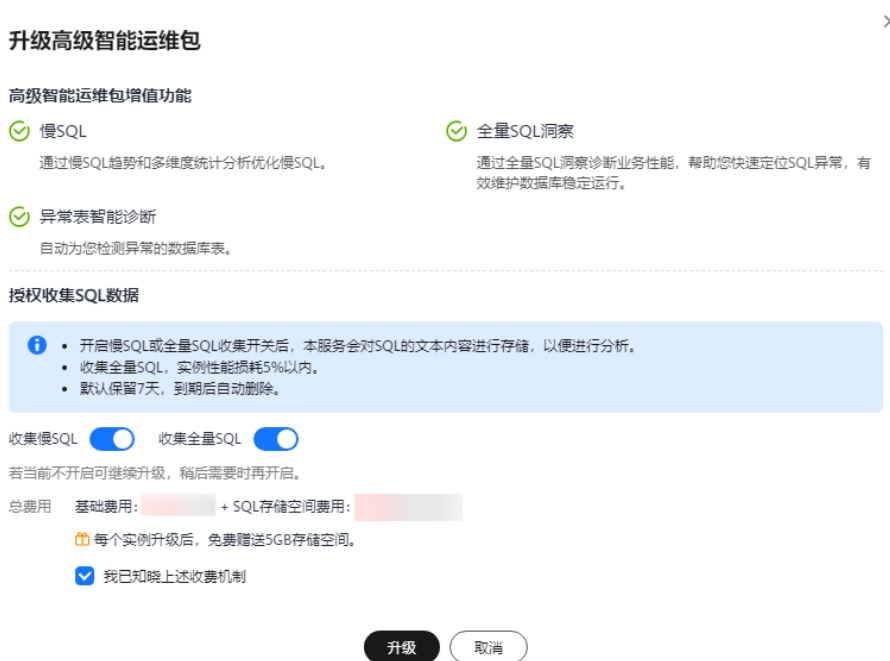 升级高级智能运维包
高级智能运维包增值功能
慢SQL
通过慢SQL趋势和多维度统计分析优化慢SQL。
全量SQL洞察
通过全量SQL洞察诊断业务性能，帮助您快速定位SQL异常，有
效维护数据库稳定运行。
异常表智能诊断
自动为您检测异常的数据库表。
授权收集SQL数据
开启慢SQL或全量SQL收集开关后，本服务会对SQL的文本内容进行存储，以便进行分析。
收集全量SQL，实例性能损耗5%以内。
默认保留7天，到期后自动删除。
收集慢SQL 收集全量SQL
若当前不开启可继续升级，稍后需要时再开启。
总费用 基础费用: + SQL存储空间费用:
每个实例升级后，免费赠送5GB存储空间。
我已知晓上述收费机制
升级 取消